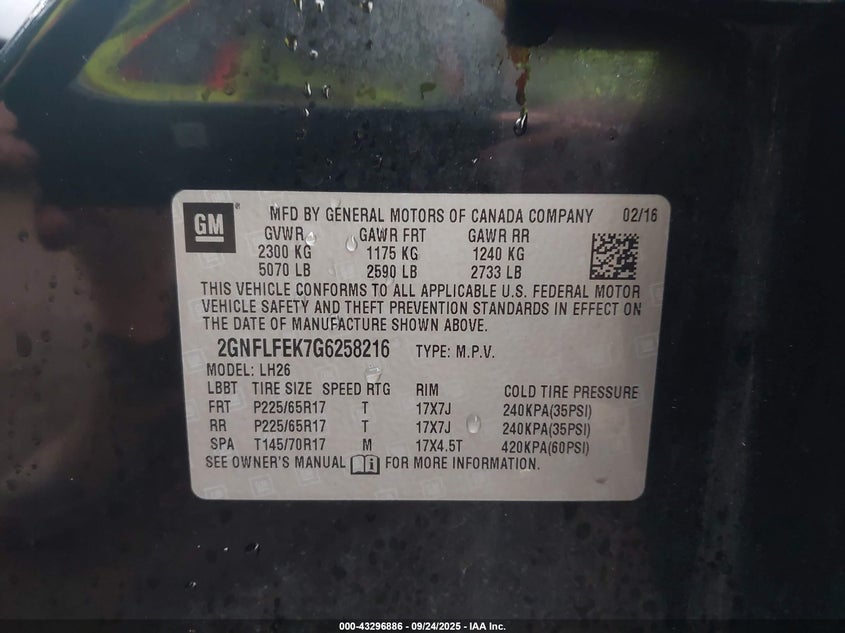 GM ® MFD BY GENERAL MOTORS OF CANADA COMPANY 02/16
GVWR GAWR FRT GAWR RR
2300 KG 1175 KG 1240 KG
5070 LB 2590 LB 2733 LB
THIS VEHICLE CONFORMS TO ALL APPLICABLE U.S. FEDERAL MOTOR
VEHICLE SAFETY AND THEFT PREVENTION STANDARDS IN EFFECT ON
THE DATE OF MANUFACTURE SHOWN ABOVE.
2GNFLFEK7G6258216 TYPE: M.P.V.
MODEL: LH26
LBBT TIRE SIZE SPEED RTG RIM COLD TIRE PRESSURE
FRT P225/65R17 T 17X7J 240KPA(35PSI)
RR P225/65R17 T 17X7J 240KPA(35PSI)
SPA T145/70R17 M 17X4.5T 420KPA(60PSI)
SEE OWNER'S MANUAL FOR MORE INFORMATION.
000-43296886 - 09/24/2025 - IAA Inc.